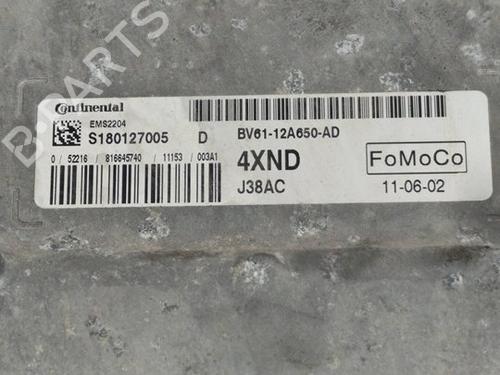 Continental
EMS2204
S180127005 D
0 / 52216 / 816645740 / 11153 / 003A1
BV61-12A650-AD
4XND
J38AC
FoMoCo
11-06-02
B-PARTS